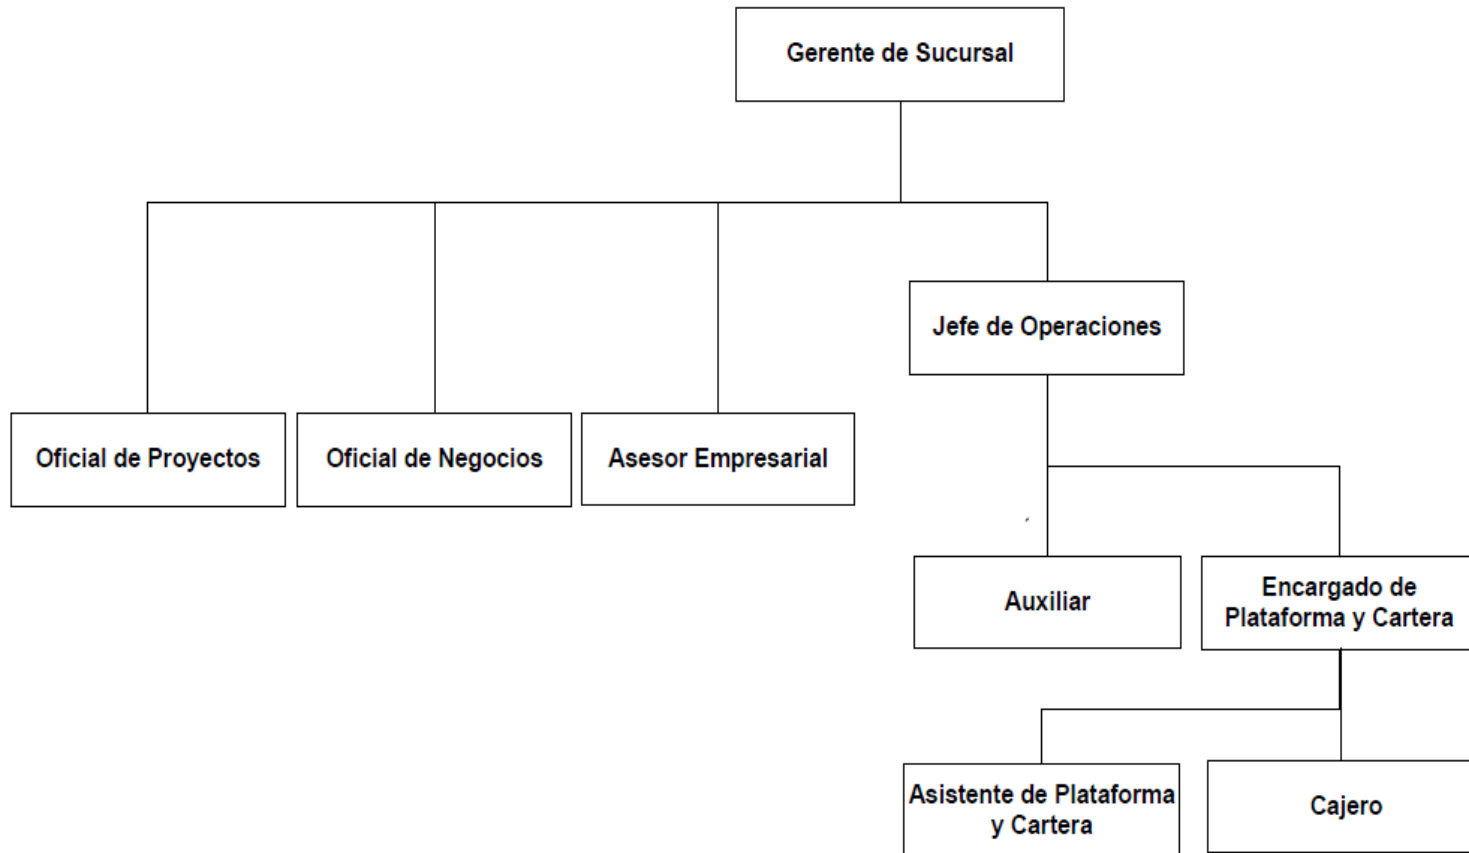 Gerente de Sucursal
Jefe de Operaciones
Oficial de Proyectos
Oficial de Negocios
Asesor Empresarial
Auxiliar
Encargado de
Plataforma y Cartera
Asistente de Plataforma
y Cartera
Cajero